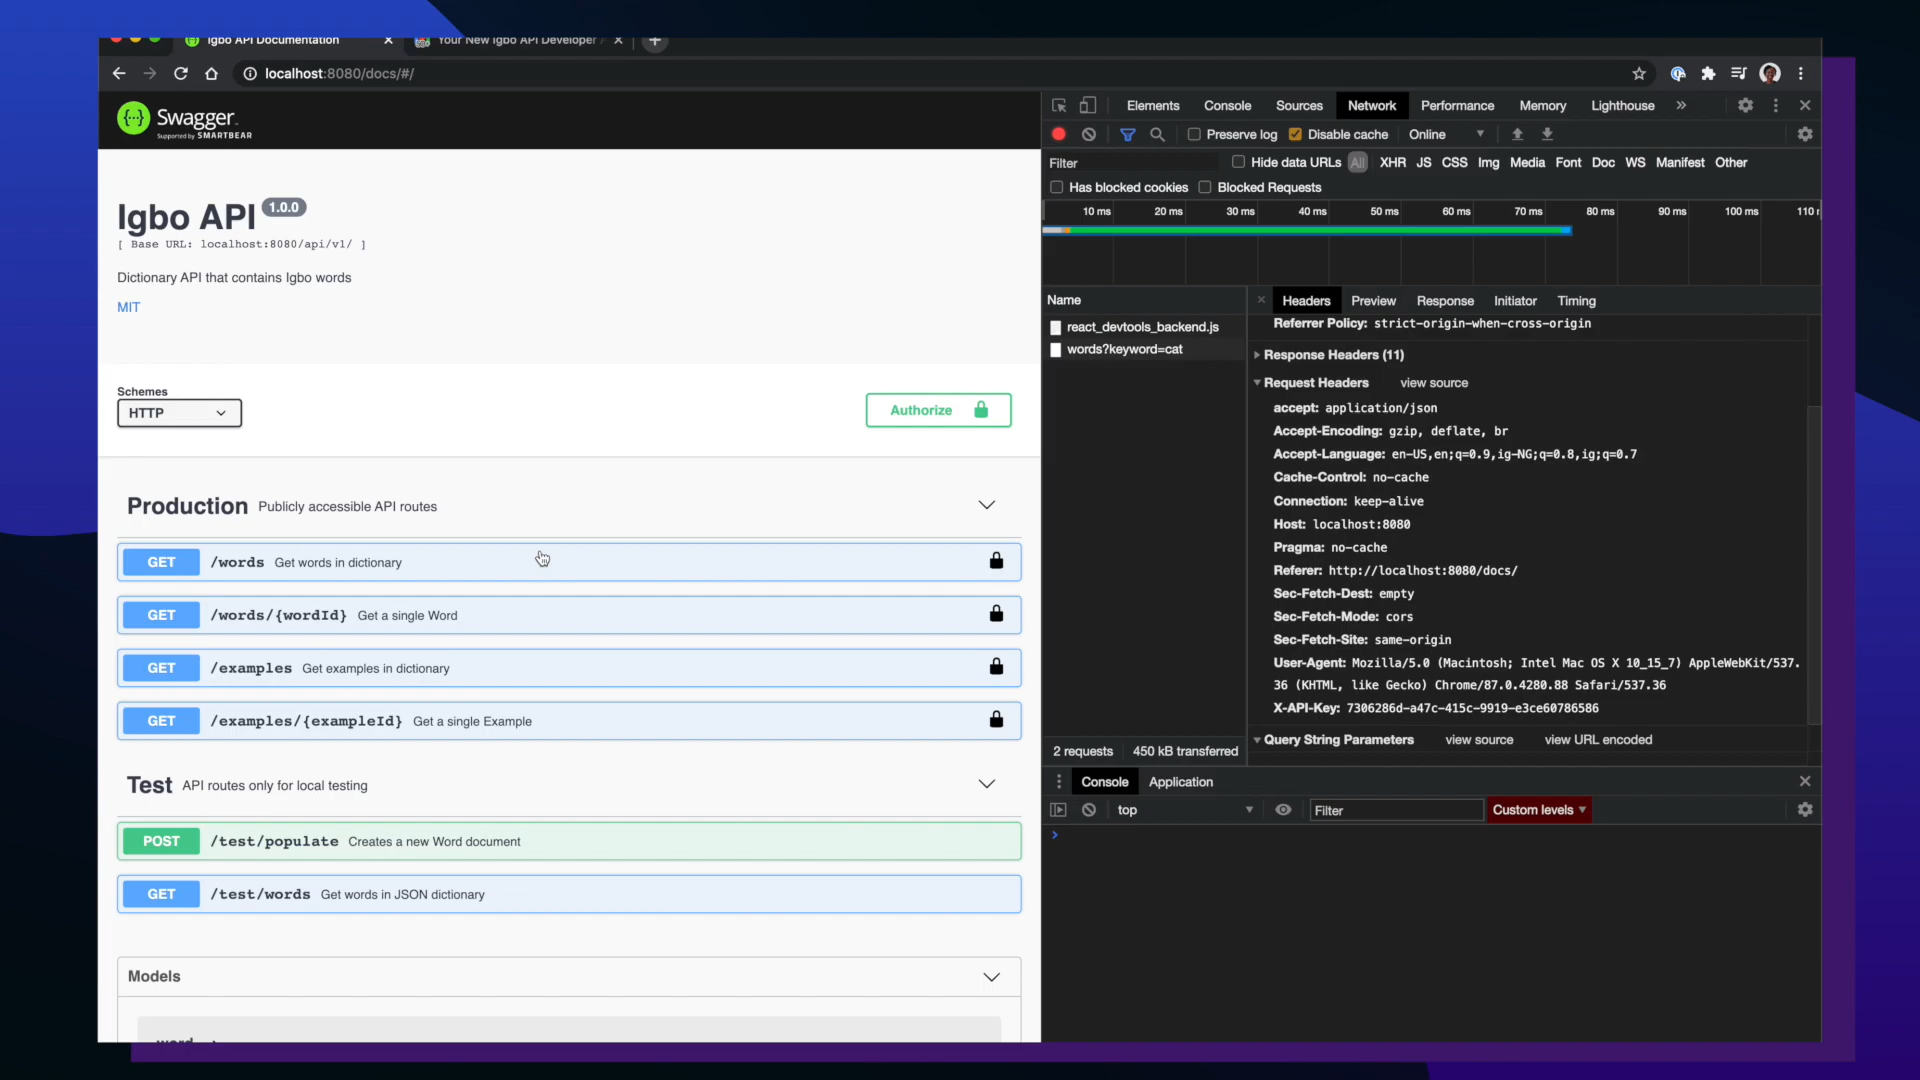 Igbo API Documentation
Your New Igbo API Developer
localhost:8080/docs/#/
Swagger
Supported by SMARTBEAR
Igbo API 1.0.0
[ Base URL: localhost:8080/api/v1/ ]
Dictionary API that contains Igbo words
MIT
Schemes
HTTP
Authorize
Production Publicly accessible API routes
GET /words Get words in dictionary
GET /words/{wordId} Get a single Word
GET /examples Get examples in dictionary
GET /examples/{exampleId} Get a single Example
Test API routes only for local testing
POST /test/populate Creates a new Word document
GET /test/words Get words in JSON dictionary
Models
Elements Console Sources Network Performance Memory Lighthouse »
Preserve log Disable cache Online
Filter Hide data URLs All XHR JS CSS Img Media Font Doc WS Manifest Other
Has blocked cookies Blocked Requests
10 ms 20 ms 30 ms 40 ms 50 ms 60 ms 70 ms 80 ms 90 ms 100 ms 110
Name
react_devtools_backend.js
words?keyword=cat
2 requests 450 kB transferred
Headers Preview Response Initiator Timing
Referrer Policy: strict-origin-when-cross-origin
Response Headers (11)
Request Headers view source
accept: application/json
Accept-Encoding: gzip, deflate, br
Accept-Language: en-US,en;q=0.9,ig-NG;q=0.8,ig;q=0.7
Cache-Control: no-cache
Connection: keep-alive
Host: localhost:8080
Pragma: no-cache
Referer: http://localhost:8080/docs/
Sec-Fetch-Dest: empty
Sec-Fetch-Mode: cors
Sec-Fetch-Site: same-origin
User-Agent: Mozilla/5.0 (Macintosh; Intel Mac OS X 10_15_7) AppleWebKit/537.
36 (KHTML, like Gecko) Chrome/87.0.4280.88 Safari/537.36
X-API-Key: 7306286d-a47c-415c-9919-e3ce60786586
Query String Parameters view source view URL encoded
Console Application
top Filter Custom levels